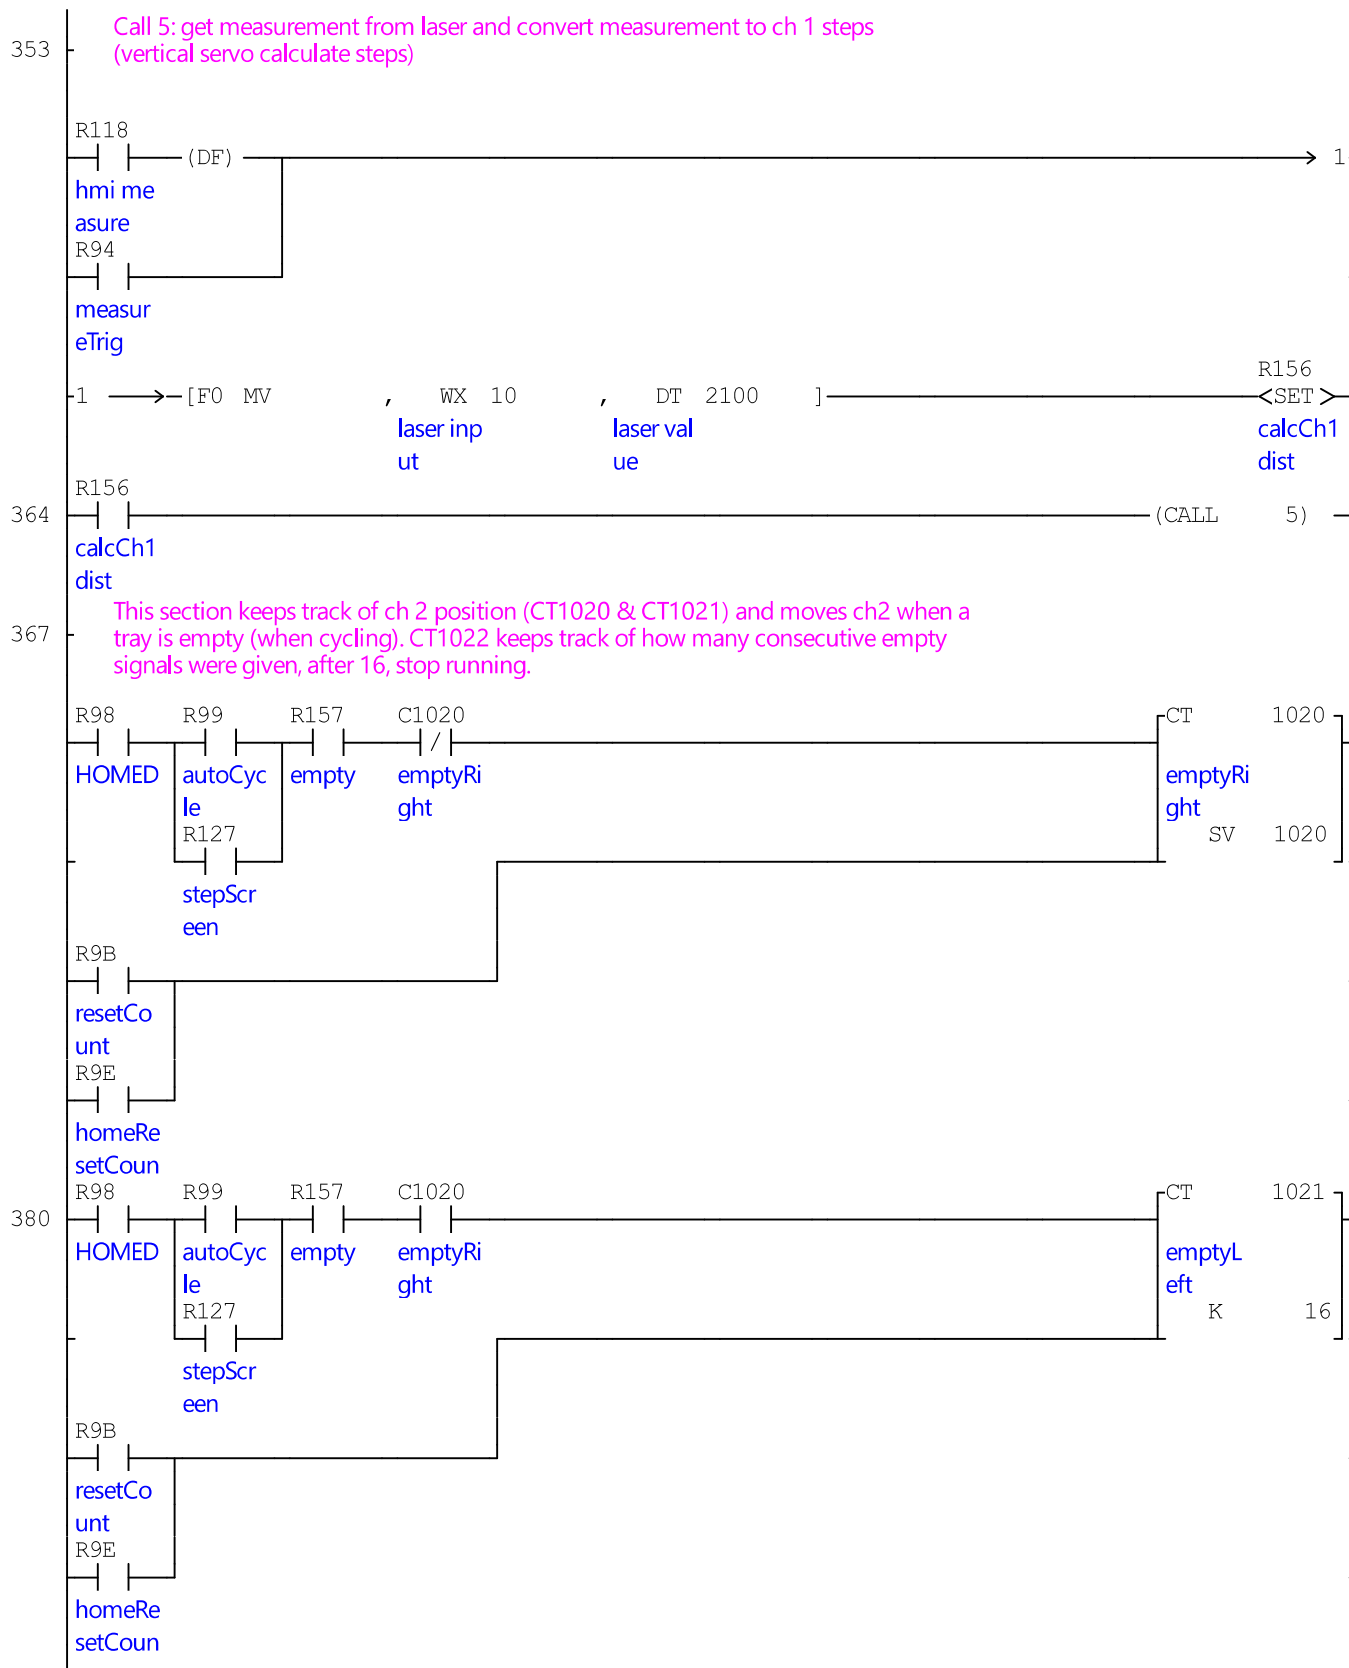 Call 5: get measurement from laser and convert measurement to ch 1 steps
353
(vertical servo calculate steps)
R118
(DF)
1
hmi me
asure
R94
measur
eTrig
R156
1 [F0 MV , WX 10 , DT 2100 ] <SET>
laser inp laser val calcCh1
ut ue dist
R156
364 (CALL 5)
calcCh1
dist
This section keeps track of ch 2 position (CT1020 & CT1021) and moves ch2 when a
367
tray is empty (when cycling). CT1022 keeps track of how many consecutive empty
signals were given, after 16, stop running.
R98 R99 R157 C1020 CT 1020
/
HOMED autoCyc empty emptyRi emptyRi
le ght ght
R127 SV 1020
stepScr
een
R9B
resetCo
unt
R9E
homeRe
setCoun
R98 R99 R157 C1020 CT 1021
380
HOMED autoCyc empty emptyRi emptyL
le ght eft
R127 K 16
stepScr
een
R9B
resetCo
unt
R9E
homeRe
setCoun